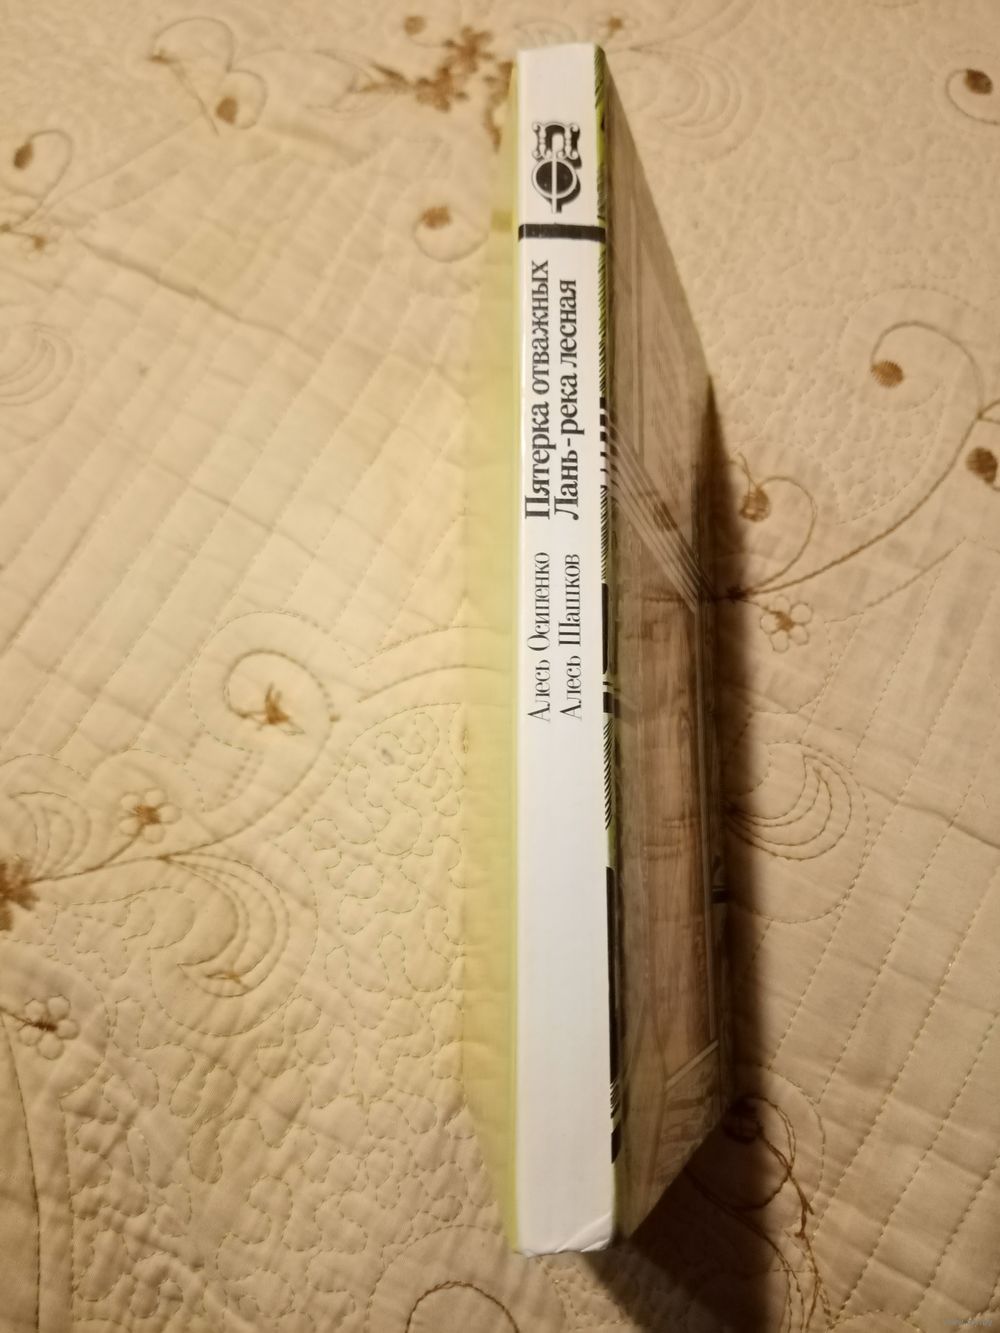 Алесь Осипенко Пятерка отважных
Алесь Шашков Лань-река лесная